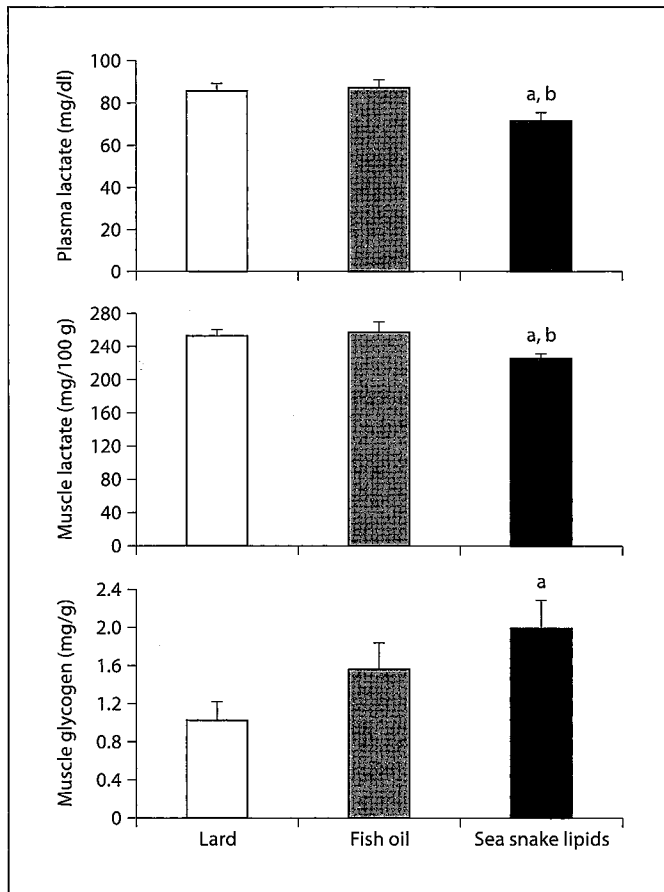 Plasma lactate (mg/dl)
100
80
60
40
20
0
a, b
Muscle lactate (mg/100 g)
280
240
200
160
120
80
40
0
a, b
Muscle glycogen (mg/g)
2.4
2.0
1.6
1.2
0.8
0.4
0
a
Lard
Fish oil
Sea snake lipids